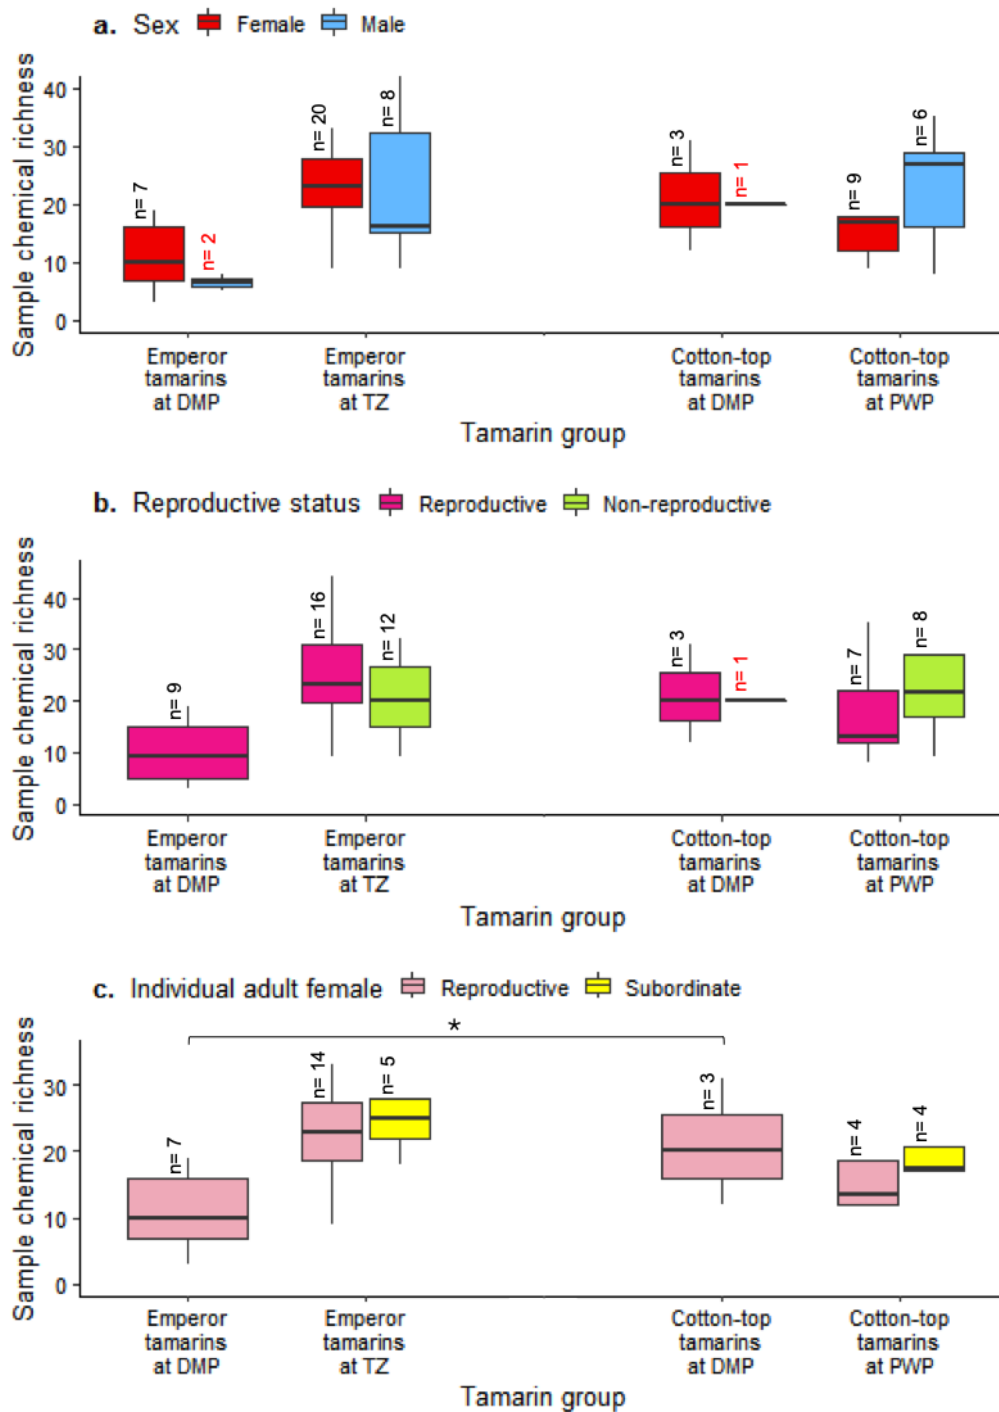 a. Sex Female Male
Sample chemical richness
40
30
20
10
0
n= 7
n= 2
n= 20
n= 8
n= 3
n= 1
n= 9
n= 6
Emperor
tamarins
at DMP
Emperor
tamarins
at TZ
Cotton-top
tamarins
at DMP
Cotton-top
tamarins
at PWP
Tamarin group
b. Reproductive status Reproductive Non-reproductive
Sample chemical richness
40
30
20
10
0
n= 9
n= 16
n= 12
n= 3
n= 1
n= 7
n= 8
Emperor
tamarins
at DMP
Emperor
tamarins
at TZ
Cotton-top
tamarins
at DMP
Cotton-top
tamarins
at PWP
Tamarin group
c. Individual adult female Reproductive Subordinate
*
Sample chemical richness
30
20
10
0
n= 7
n= 14
n= 5
n= 3
n= 4
n= 4
Emperor
tamarins
at DMP
Emperor
tamarins
at TZ
Cotton-top
tamarins
at DMP
Cotton-top
tamarins
at PWP
Tamarin group